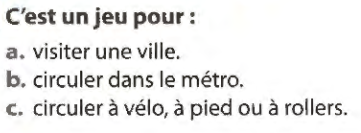 C'est un jeu pour :
a. visiter une ville.
b. circuler dans le métro.
c. circuler à vélo, à pied ou à rollers.